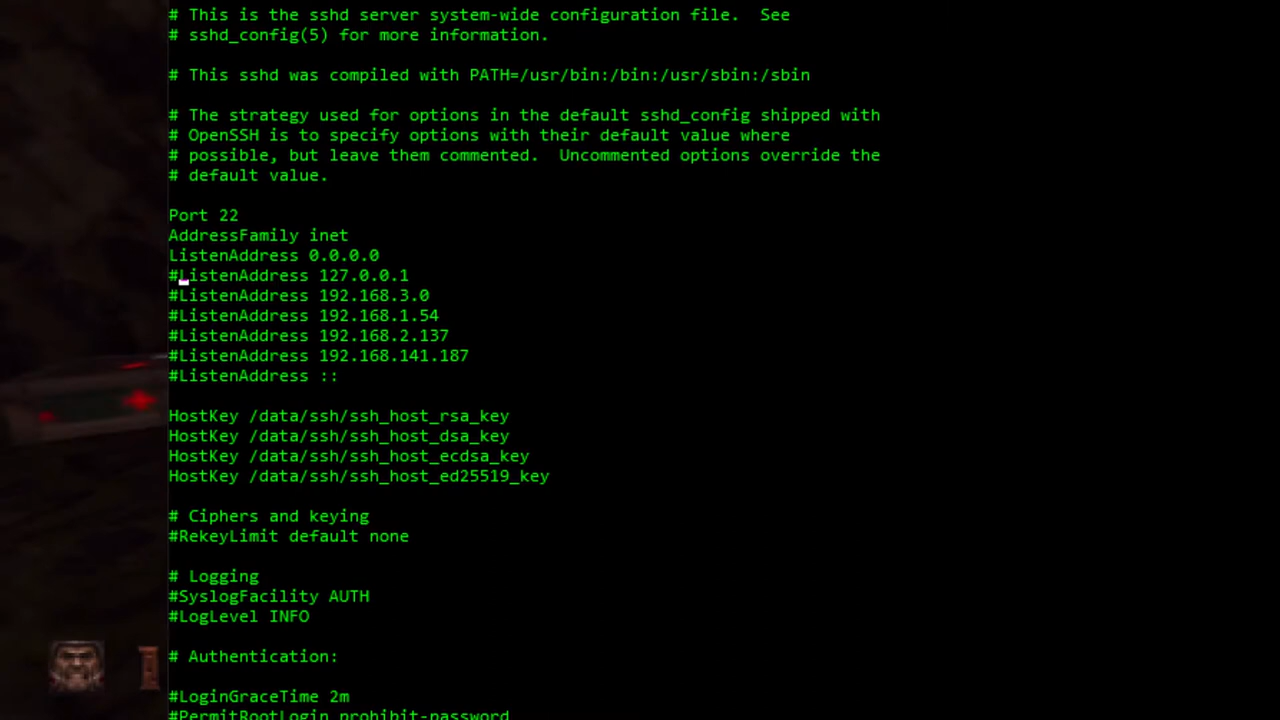 # This is the sshd server system-wide configuration file.  See
# sshd_config(5) for more information.
# This sshd was compiled with PATH=/usr/bin:/bin:/usr/sbin:/sbin
# The strategy used for options in the default sshd_config shipped with
# OpenSSH is to specify options with their default value where
# possible, but leave them commented.  Uncommented options override the
# default value.
Port 22
AddressFamily inet
ListenAddress 0.0.0.0
#ListenAddress 127.0.0.1
#ListenAddress 192.168.3.0
#ListenAddress 192.168.1.54
#ListenAddress 192.168.2.137
#ListenAddress 192.168.141.187
#ListenAddress ::
HostKey /data/ssh/ssh_host_rsa_key
HostKey /data/ssh/ssh_host_dsa_key
HostKey /data/ssh/ssh_host_ecdsa_key
HostKey /data/ssh/ssh_host_ed25519_key
# Ciphers and keying
#RekeyLimit default none
# Logging
#SyslogFacility AUTH
#LogLevel INFO
# Authentication:
#LoginGraceTime 2m
#PermitRootLogin prohibit-password